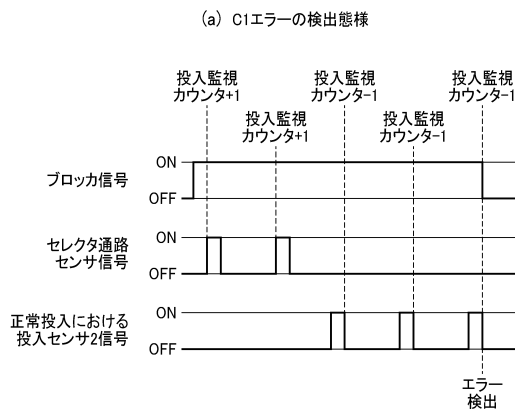 (a) C1エラーの検出態様
投入監視
カウンタ+1
投入監視
カウンタ-1
投入監視
カウンタ-1
投入監視
カウンタ+1
投入監視
カウンタ-1
ブロッカ信号
ON
OFF
セレクタ通路
センサ信号
ON
OFF
正常投入における
投入センサ2信号
ON
OFF
エラー
検出